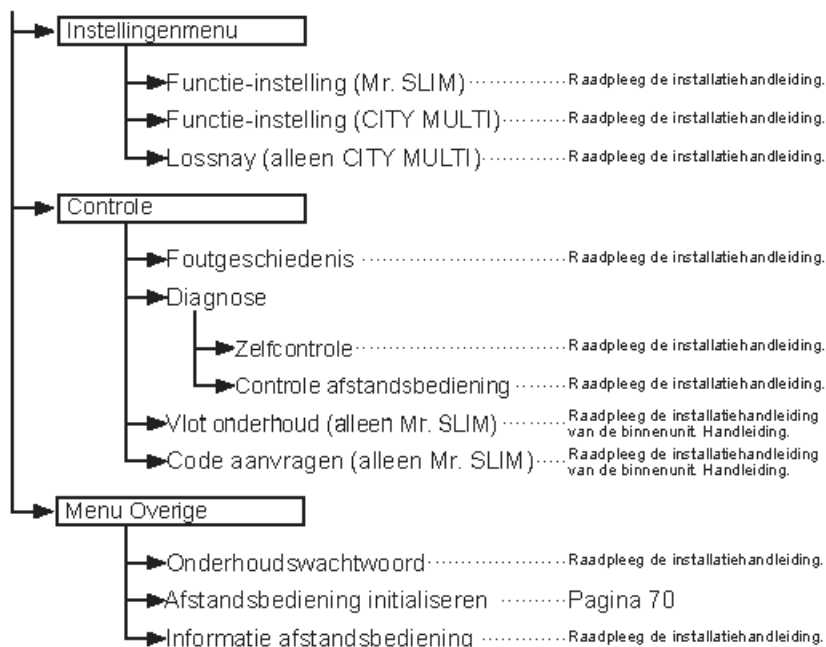 Instellingenmenu
Functie-instelling (Mr. SLIM) ·············· Raadpleeg de installatiehandleiding.
Functie-instelling (CITY MULTI) ·········· Raadpleeg de installatiehandleiding.
Lossnay (alleen CITY MULTI) ············· Raadpleeg de installatiehandleiding.
Controle
Foutgeschiedenis ···························· Raadpleeg de installatiehandleiding.
Diagnose
Zelfcontrole ····························· Raadpleeg de installatiehandleiding.
Controle afstandsbediening ········ Raadpleeg de installatiehandleiding.
Vlot onderhoud (alleen Mr. SLIM) ·········· Raadpleeg de installatiehandleiding
van de binnenunit. Handleiding.
Code aanvragen (alleen Mr. SLIM) ····· Raadpleeg de installatiehandleiding
van de binnenunit. Handleiding.
Menu Overige
Onderhoudswachtwoord ··················· Raadpleeg de installatiehandleiding.
Afstandsbediening initialiseren ·········· Pagina 70
Informatie afstandsbediening ············· Raadpleeg de installatiehandleiding.